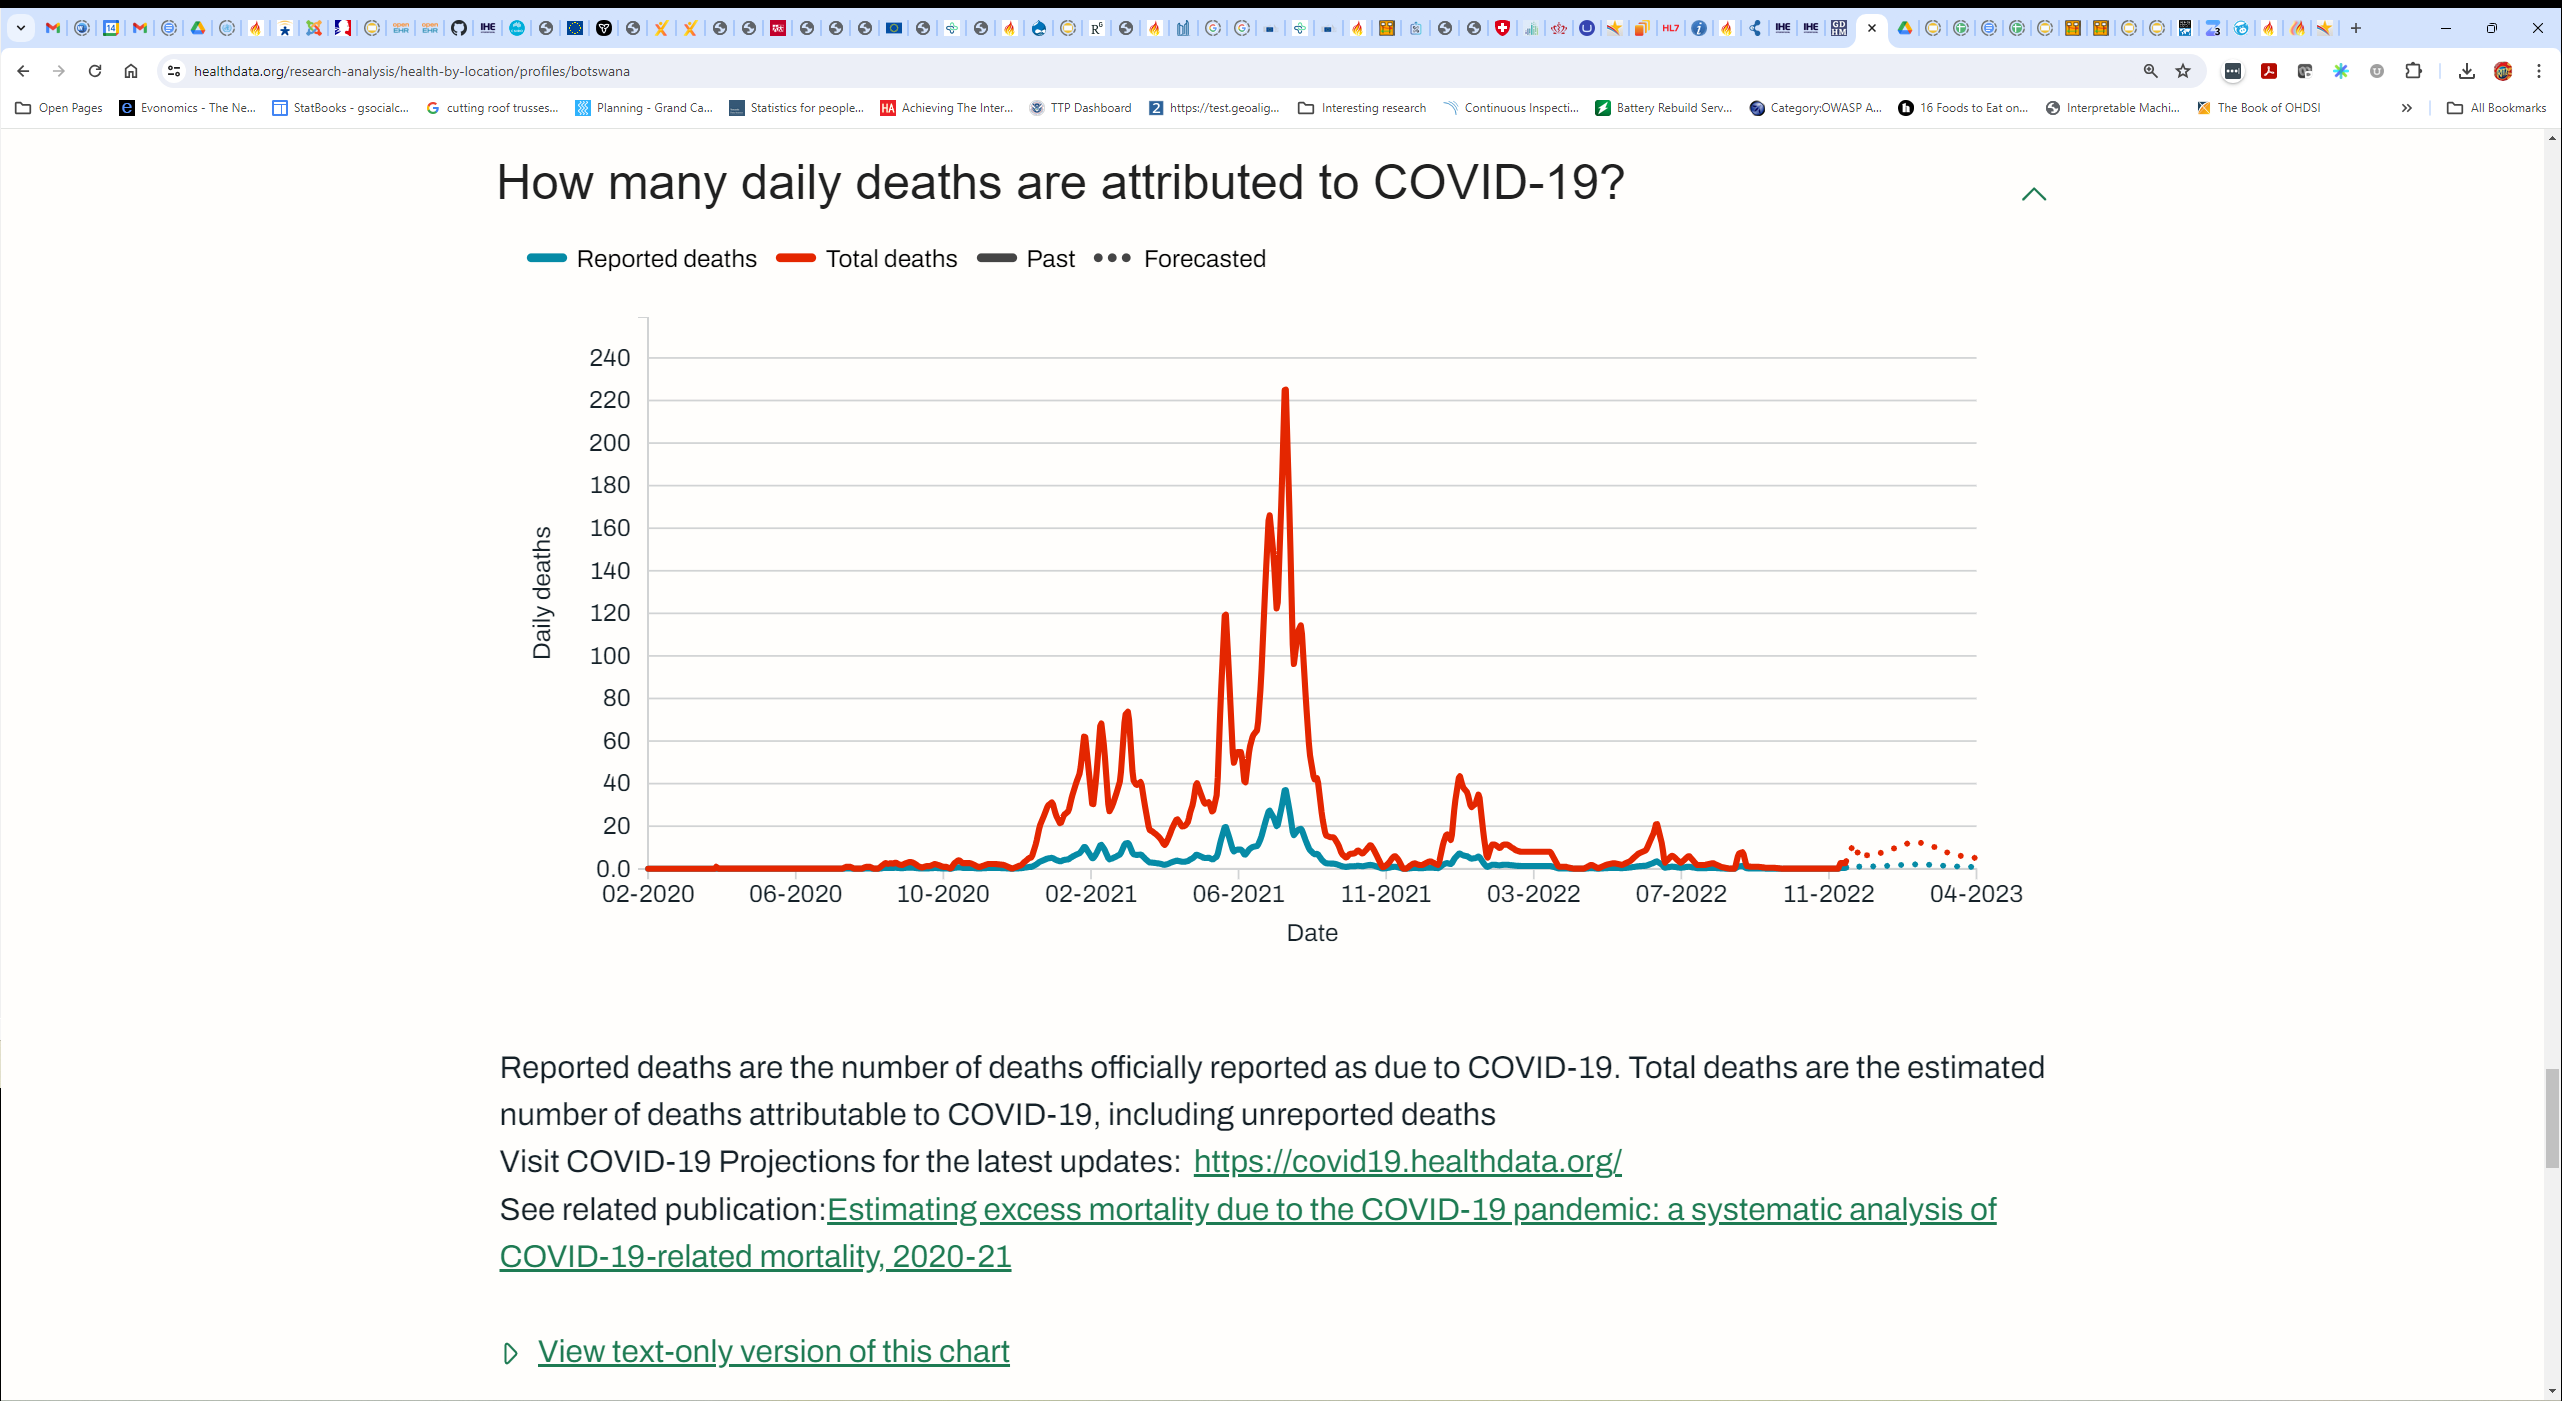 healthdata.org/research-analysis/health-by-location/profiles/botswana
Open Pages
Evonomics - The Ne...
StatBooks - gsocialc...
cutting roof trusses...
Planning - Grand Ca...
Statistics for people...
Achieving The Inter...
TTP Dashboard
https://test.geoalig...
Interesting research
Continuous Inspecti...
Battery Rebuild Serv...
Category:OWASP A...
16 Foods to Eat on...
Interpretable Machi...
The Book of OHDSI
All Bookmarks
How many daily deaths are attributed to COVID-19?
Reported deaths
Total deaths
Past
Forecasted
Daily deaths
240
220
200
180
160
140
120
100
80
60
40
20
0.0
02-2020
06-2020
10-2020
02-2021
06-2021
11-2021
03-2022
07-2022
11-2022
04-2023
Date
Reported deaths are the number of deaths officially reported as due to COVID-19. Total deaths are the estimated
number of deaths attributable to COVID-19, including unreported deaths
Visit COVID-19 Projections for the latest updates: https://covid19.healthdata.org/
See related publication:Estimating excess mortality due to the COVID-19 pandemic: a systematic analysis of
COVID-19-related mortality, 2020-21
View text-only version of this chart